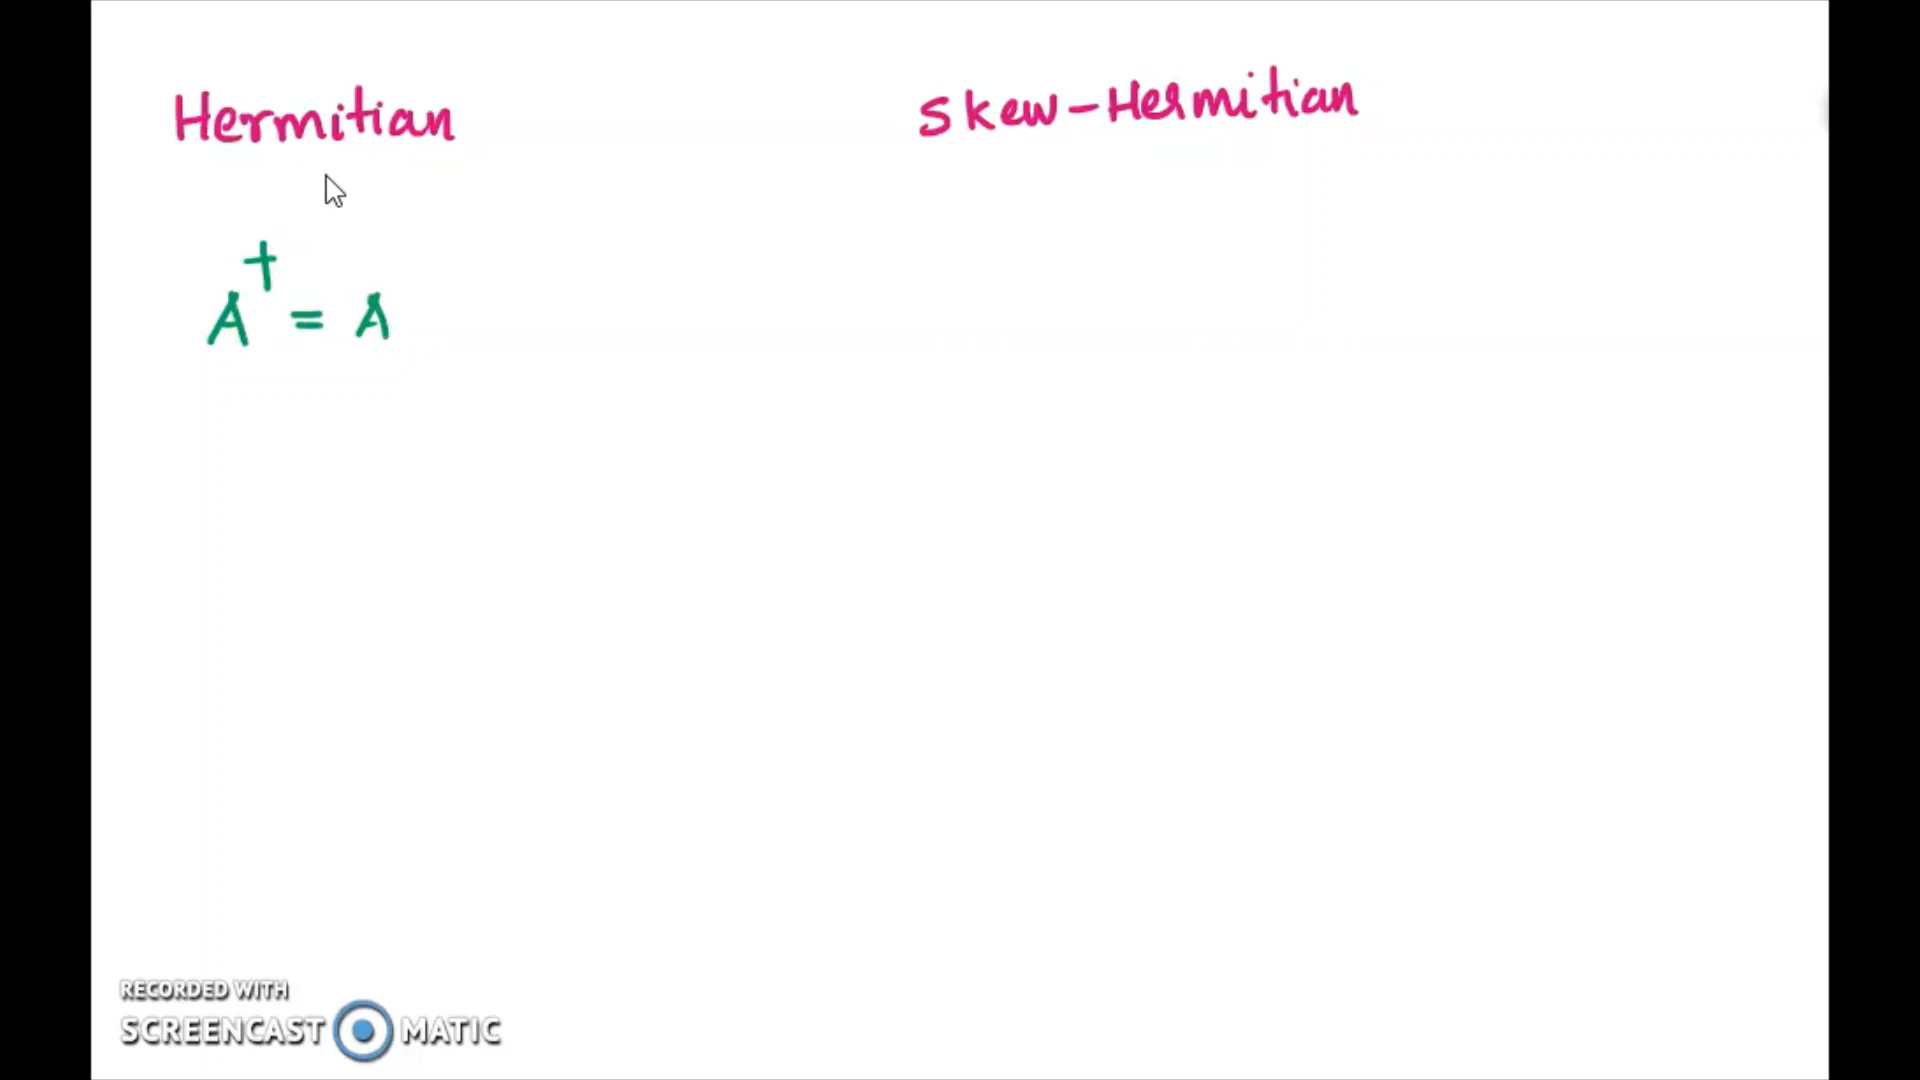 Hermitian
Skew-Hermitian
A† = A
RECORDED WITH
SCREENCAST MATIC